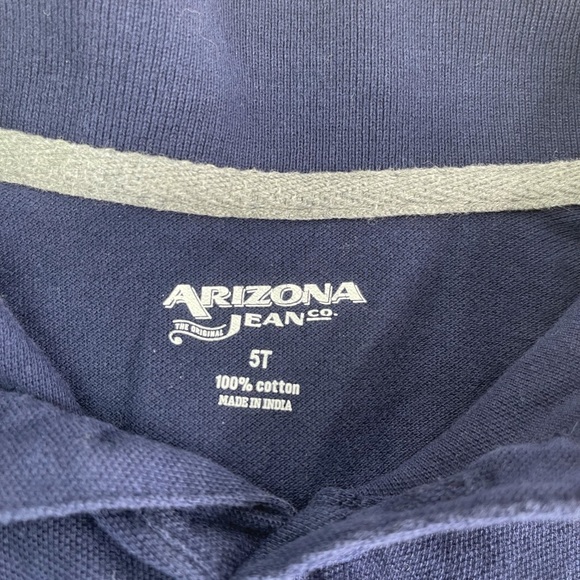 ARIZONA
THE ORIGINAL JEAN CO.
5T
100% cotton
MADE IN INDIA